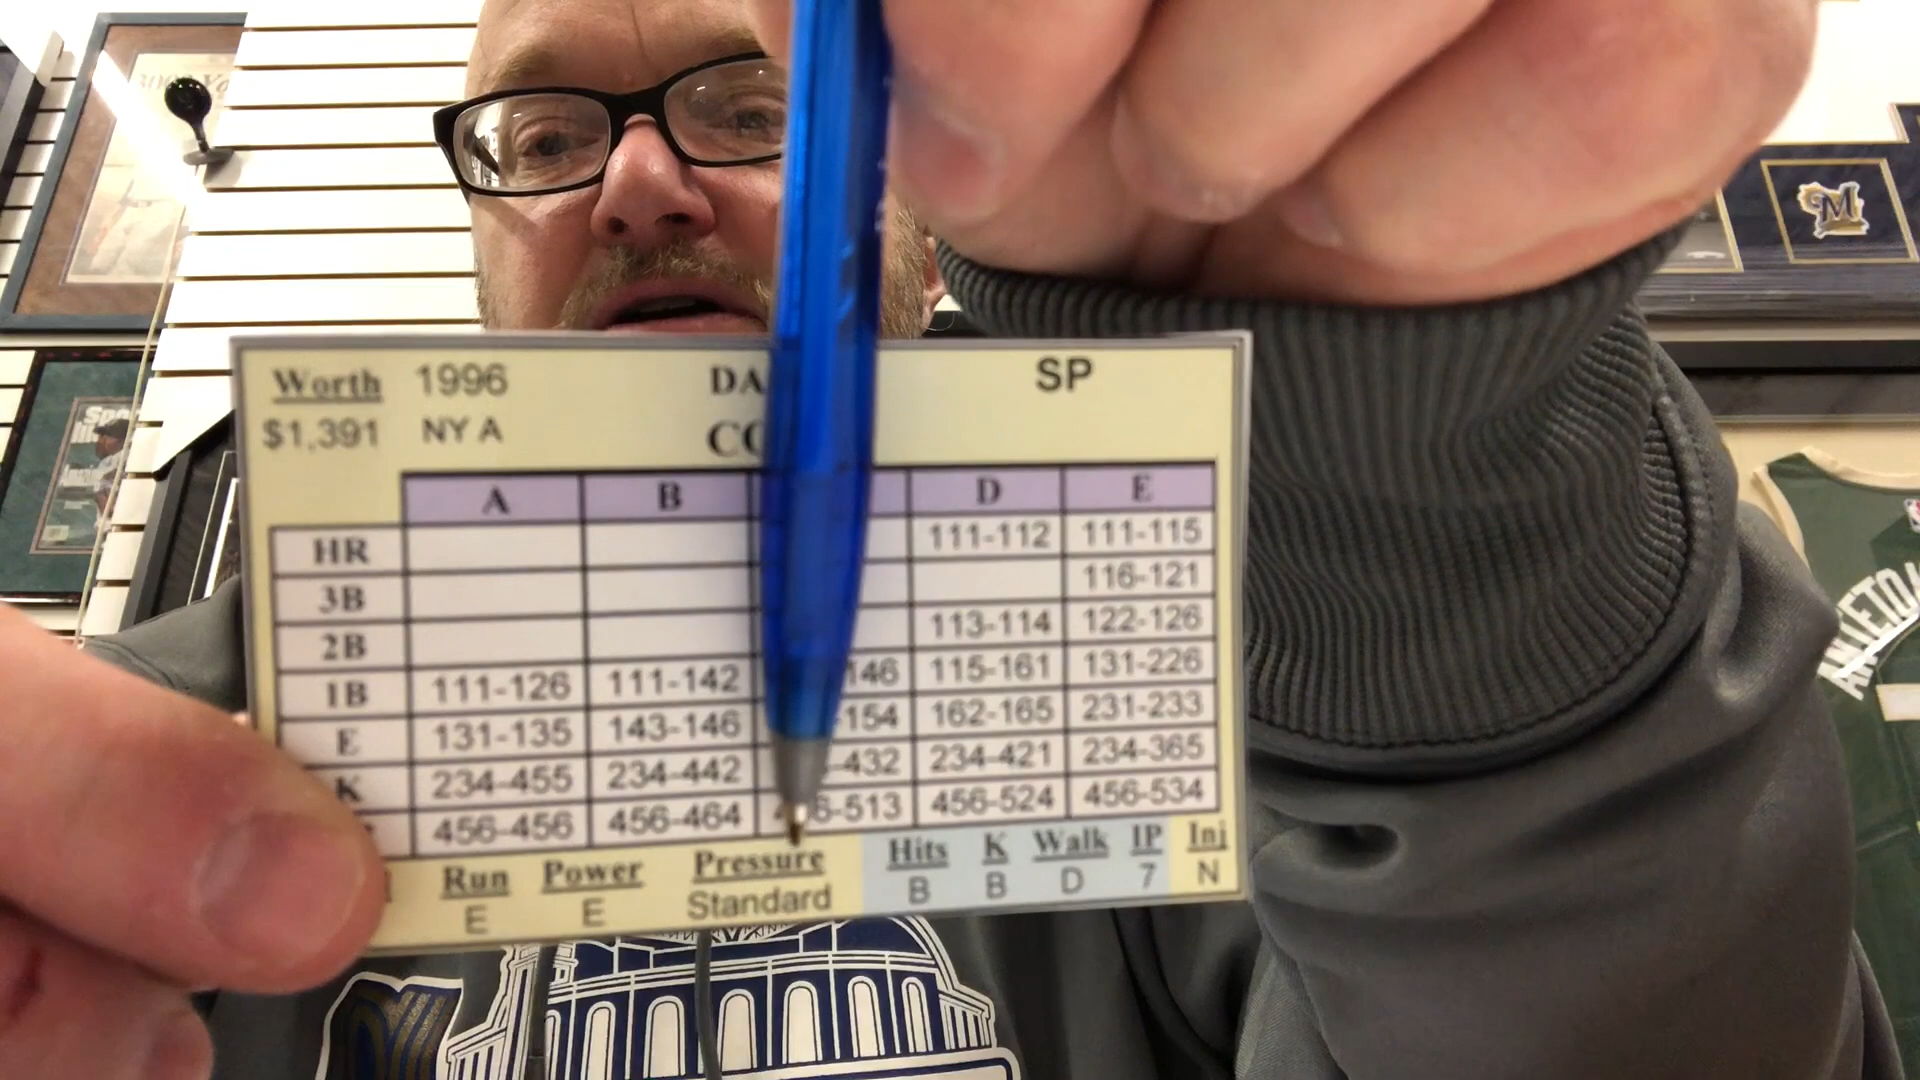 Worth 1996 DA SP
$1,391 NY A CO
A B D E
HR 111-112 111-115
3B 116-121
2B 113-114 122-126
1B 111-126 111-142 146 115-161 131-226
E 131-135 143-146 -154 162-165 231-233
K 234-455 234-442 -432 234-421 234-365
456-456 456-464 6-513 456-524 456-534
Run Power Pressure Hits K Walk IP Inj
E E Standard B B D 7 N
M